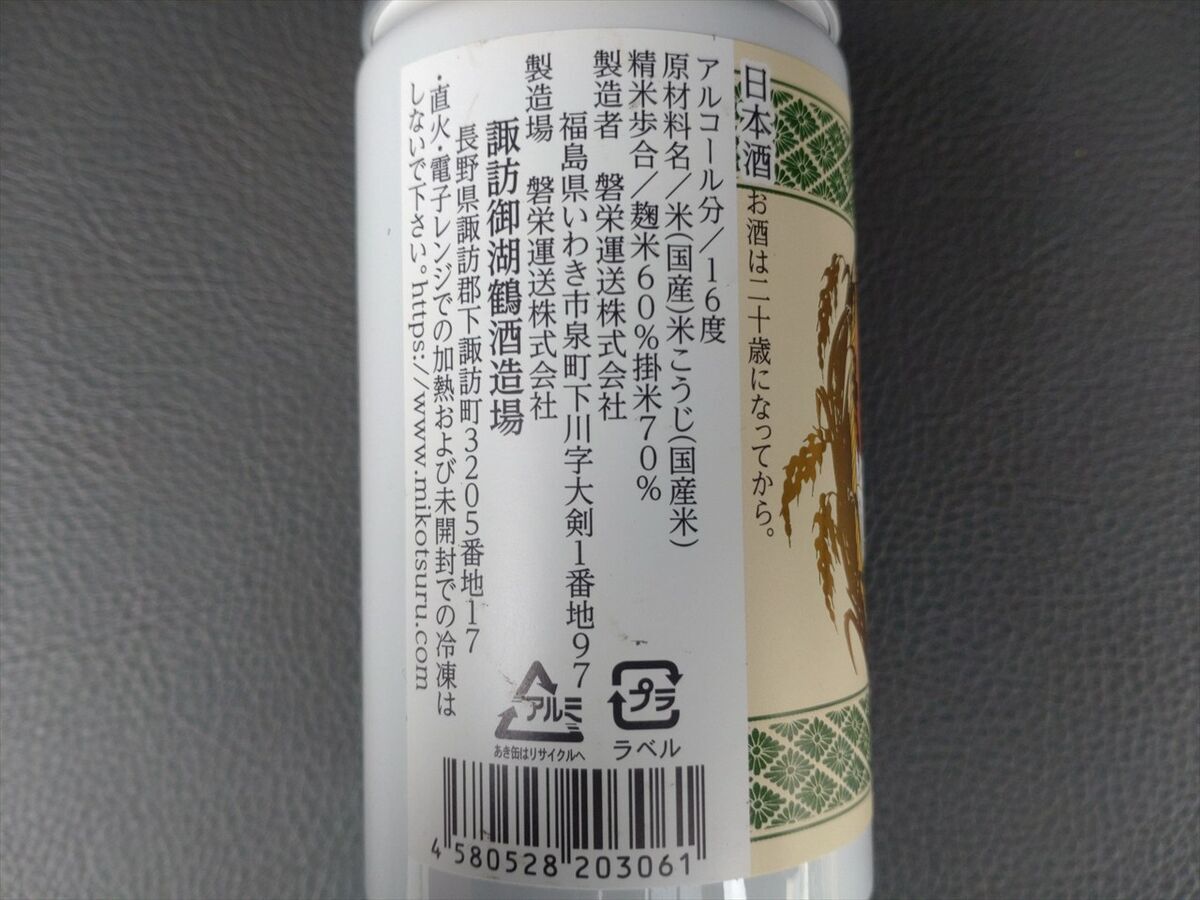 日本酒
お酒は二十歳になってから。
アルコール分/16度
原材料名/米(国産)米こうじ(国産米)
精米歩合/麹米60%掛米70%
製造者 磐栄運送株式会社
福島県いわき市泉町下川字大剣1番地97
製造場 磐栄運送株式会社
諏訪御湖鶴酒造場
長野県諏訪郡下諏訪町3205番地17
・直火・電子レンジでの加熱および未開封での冷凍は
しないで下さい。https://www.mikotsuru.com
プラ
ラベル
アルミ
あき缶はリサイクルへ
4 580528 203061